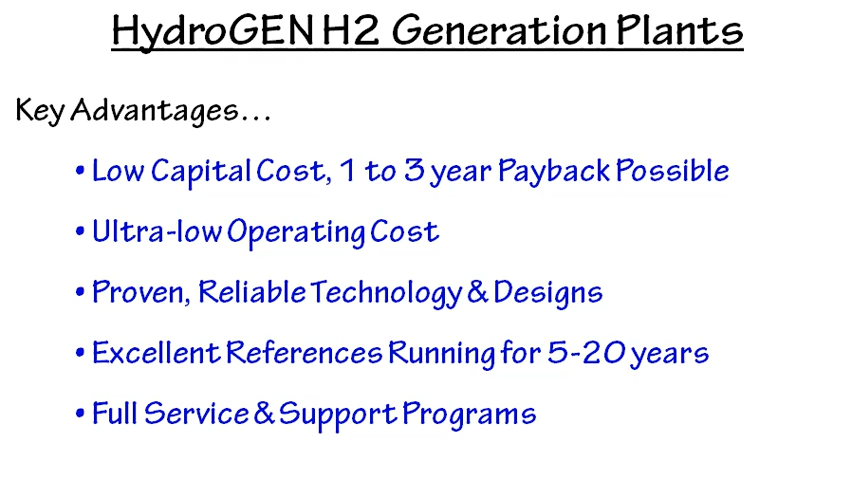 HydroGEN H2 Generation Plants
Key Advantages...
• Low Capital Cost, 1 to 3 year Payback Possible
• Ultra-low Operating Cost
• Proven, Reliable Technology & Designs
• Excellent References Running for 5-20 years
• Full Service & Support Programs